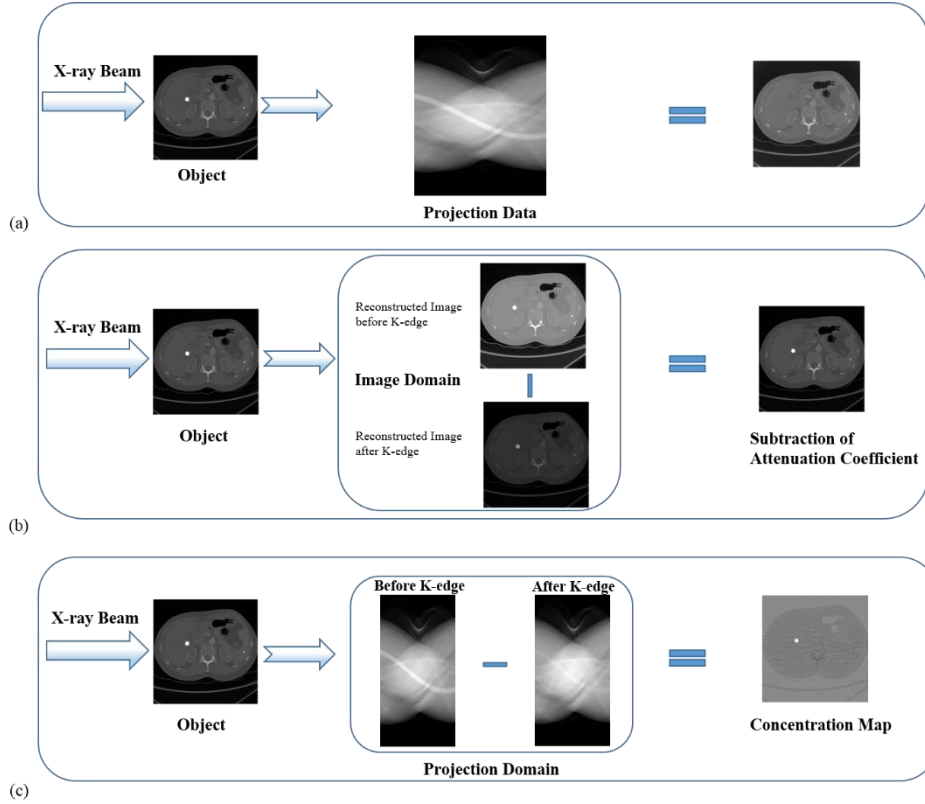 X-ray Beam
Object
Projection Data
(a)
X-ray Beam
Object
Reconstructed Image
before K-edge
Image Domain
Reconstructed Image
after K-edge
Subtraction of
Attenuation Coefficient
(b)
X-ray Beam
Object
Before K-edge
After K-edge
Projection Domain
Concentration Map
(c)